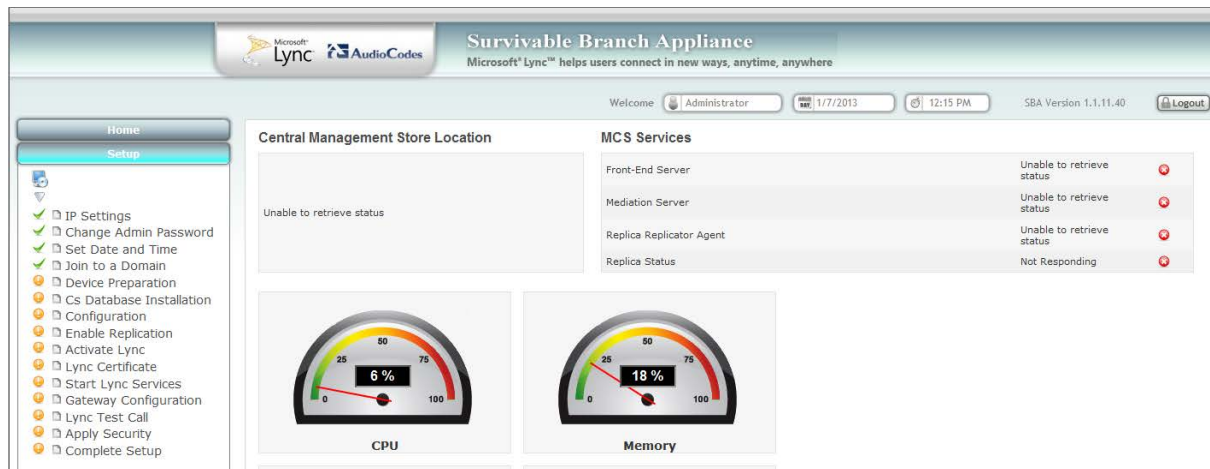 Microsoft®
Lync™
AudioCodes
Survivable Branch Appliance
Microsoft® Lync™ helps users connect in new ways, anytime, anywhere
Welcome Administrator 1/7/2013 12:15 PM SBA Version 1.1.11.40 Logout
Home
Setup
IP Settings
Change Admin Password
Set Date and Time
Join to a Domain
Device Preparation
Cs Database Installation
Configuration
Enable Replication
Activate Lync
Lync Certificate
Start Lync Services
Gateway Configuration
Lync Test Call
Apply Security
Complete Setup
Central Management Store Location
Unable to retrieve status
MCS Services
Front-End Server Unable to retrieve
status
Mediation Server Unable to retrieve
status
Replica Replicator Agent Unable to retrieve
status
Replica Status Not Responding
50
25 75
6 %
0 100
CPU
50
25 75
18 %
0 100
Memory